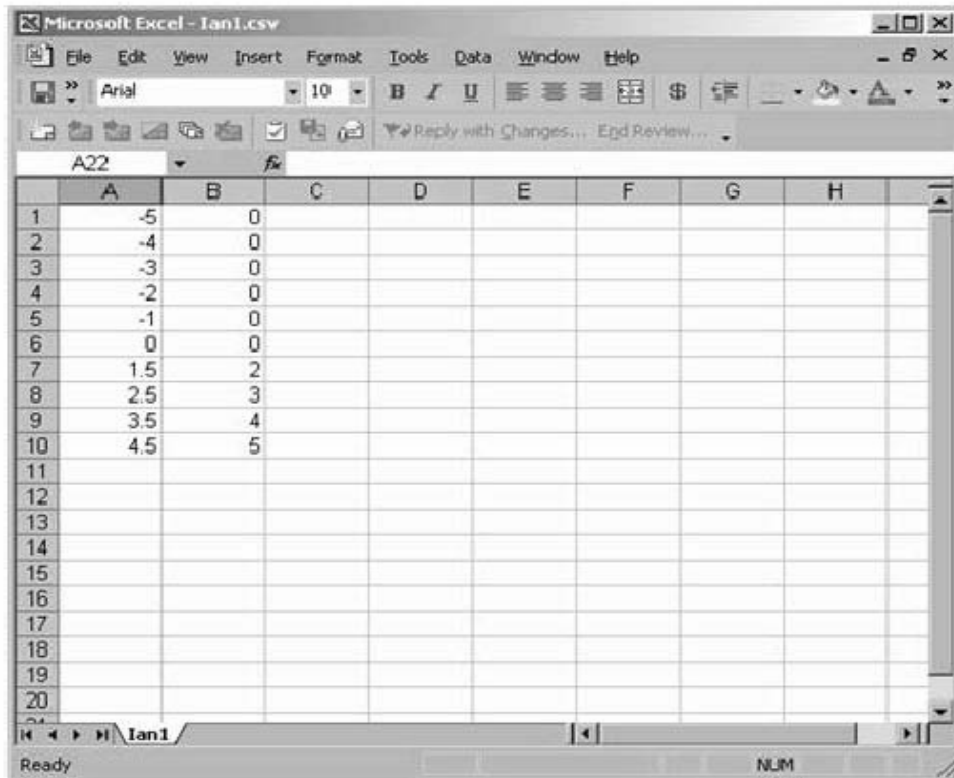 Microsoft Excel - Ian1.csv
File Edit View Insert Format Tools Data Window Help
Arial 10 B I U $
Reply with Changes... End Review...
A22 fx
A B C D E F G H
1 -5 0
2 -4 0
3 -3 0
4 -2 0
5 -1 0
6 0 0
7 1.5 2
8 2.5 3
9 3.5 4
10 4.5 5
11
12
13
14
15
16
17
18
19
20
Ian1
Ready NUM